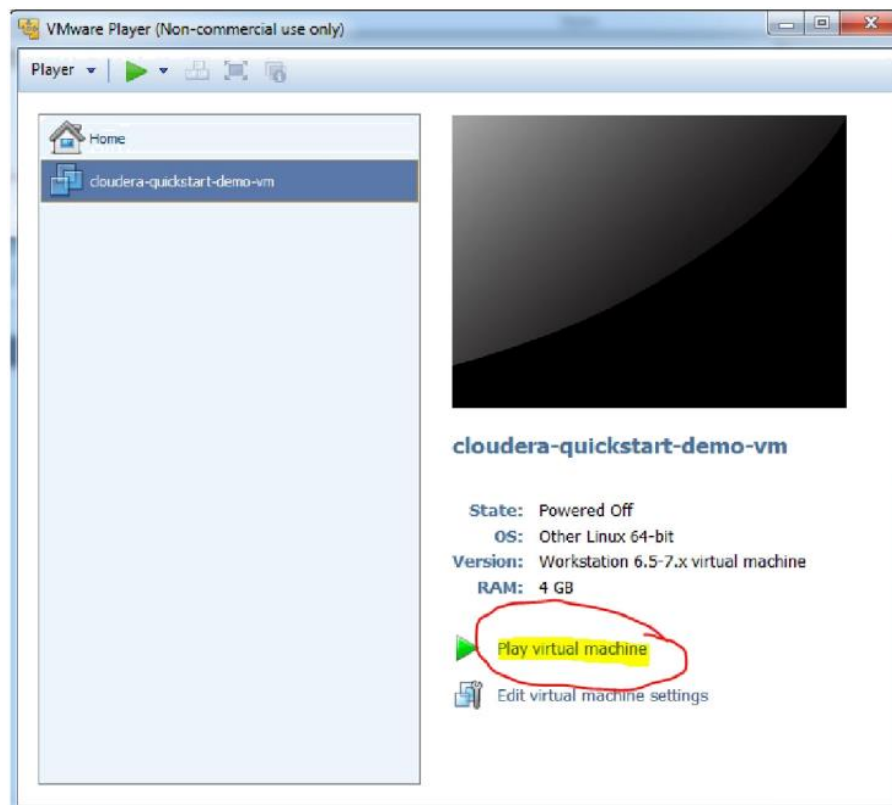 VMware Player (Non-commercial use only)
Player
Home
cloudera-quickstart-demo-vm
cloudera-quickstart-demo-vm
State: Powered Off
OS: Other Linux 64-bit
Version: Workstation 6.5-7.x virtual machine
RAM: 4 GB
Play virtual machine
Edit virtual machine settings